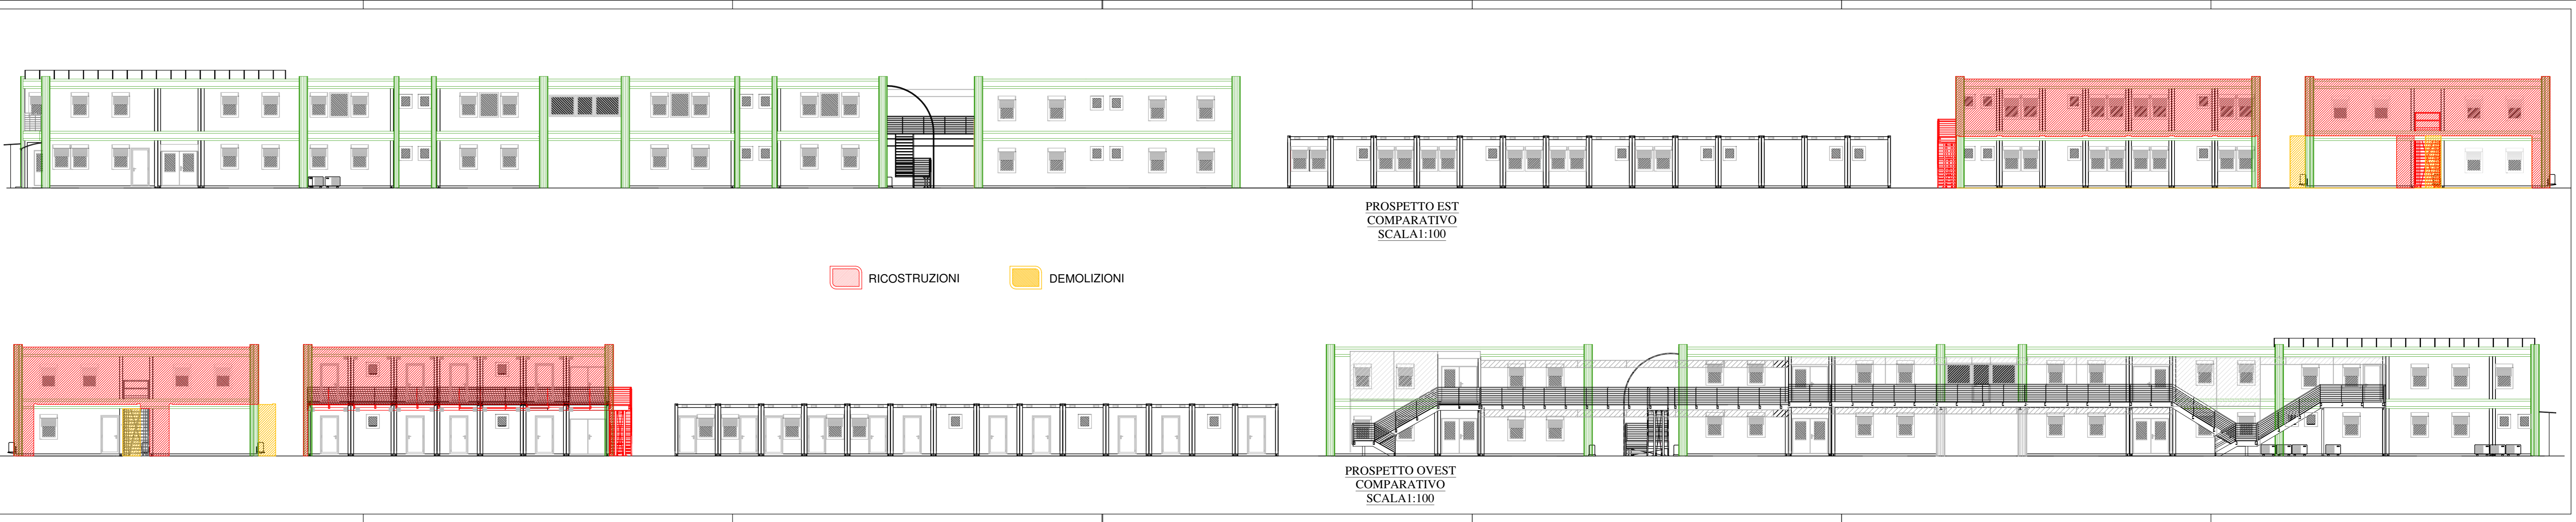 PROSPETTO EST
COMPARATIVO
SCALA1:100
RICOSTRUZIONI
DEMOLIZIONI
PROSPETTO OVEST
COMPARATIVO
SCALA1:100